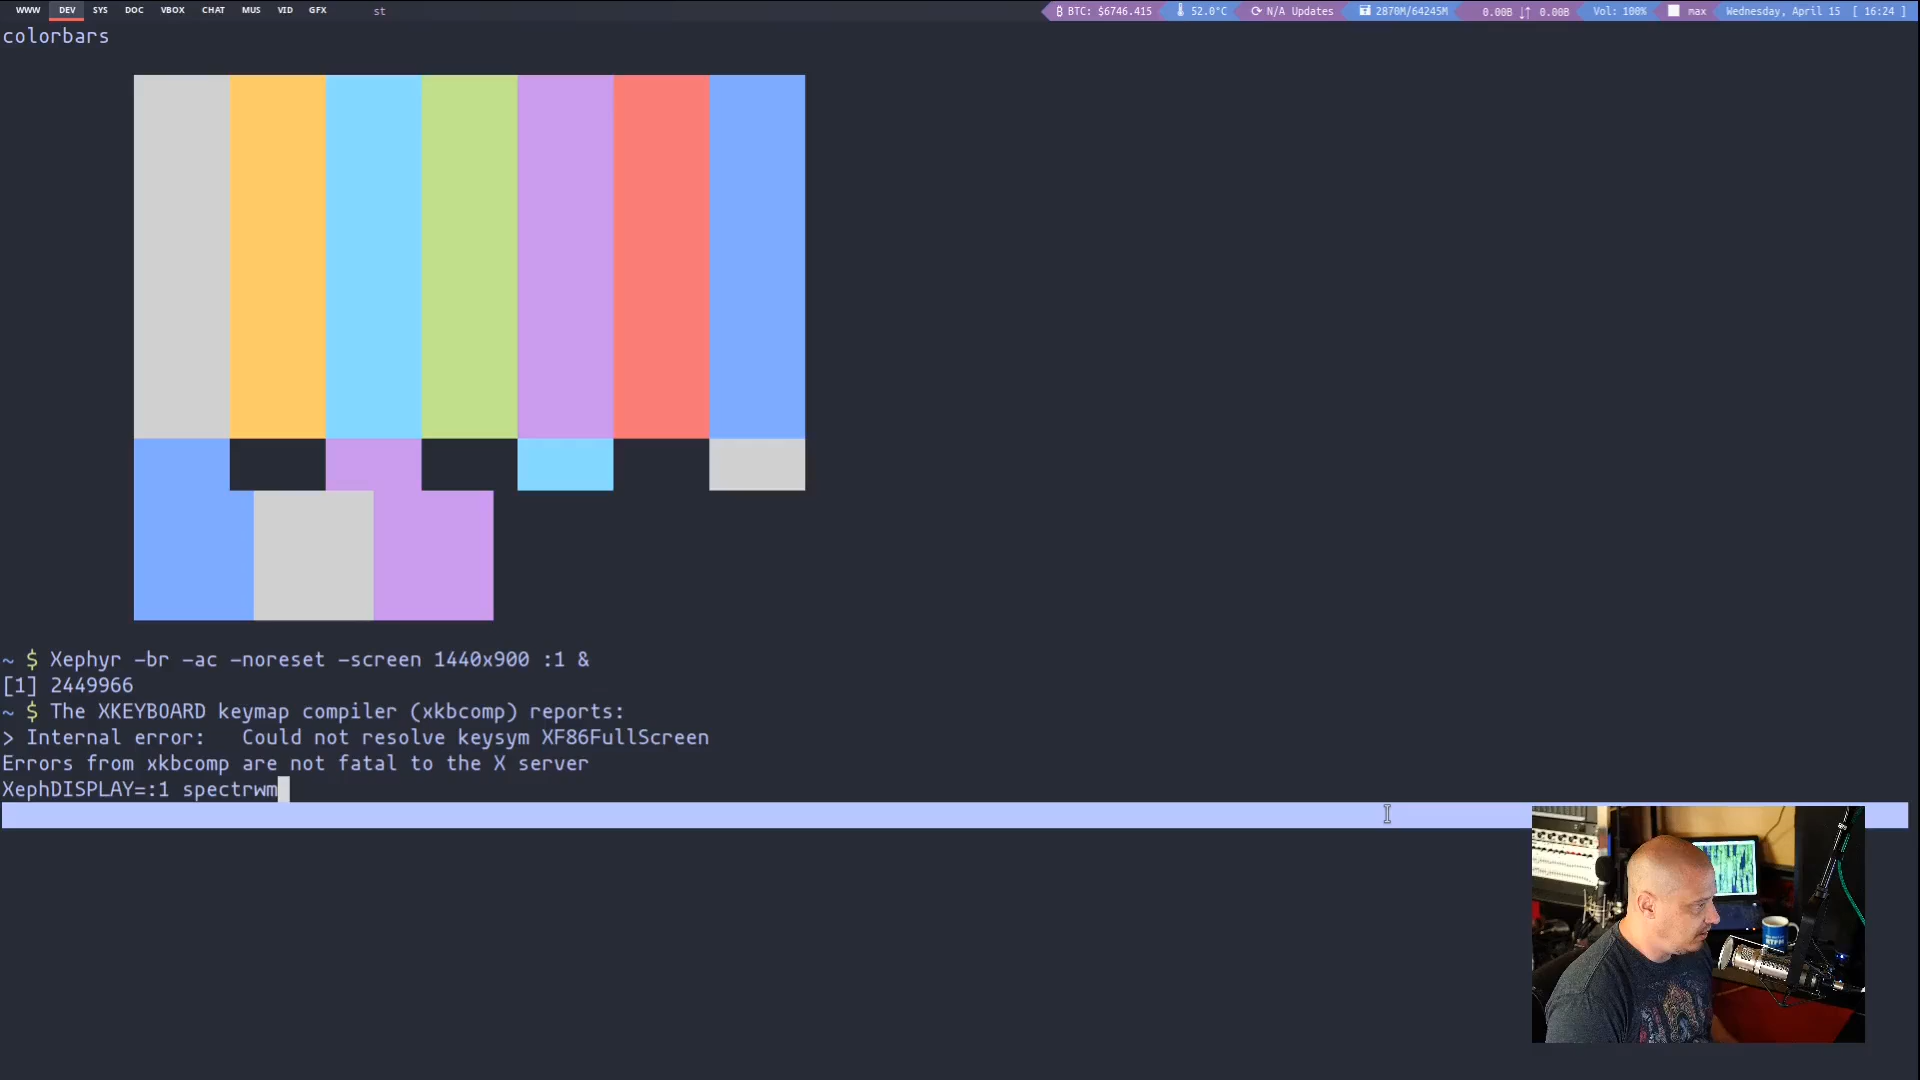 WWW DEV SYS DOC VBOX CHAT MUS VID GFX st BTC: $6746.415 52.0°C N/A Updates 2870M/64245M 0.00B ↓↑ 0.00B Vol: 100% max Wednesday, April 15 [ 16:24 ]
colorbars
~ $ Xephyr -br -ac -noreset -screen 1440x900 :1 &
[1] 2449966
~ $ The XKEYBOARD keymap compiler (xkbcomp) reports:
> Internal error:   Could not resolve keysym XF86FullScreen
Errors from xkbcomp are not fatal to the X server
XephDISPLAY=:1 spectrwm